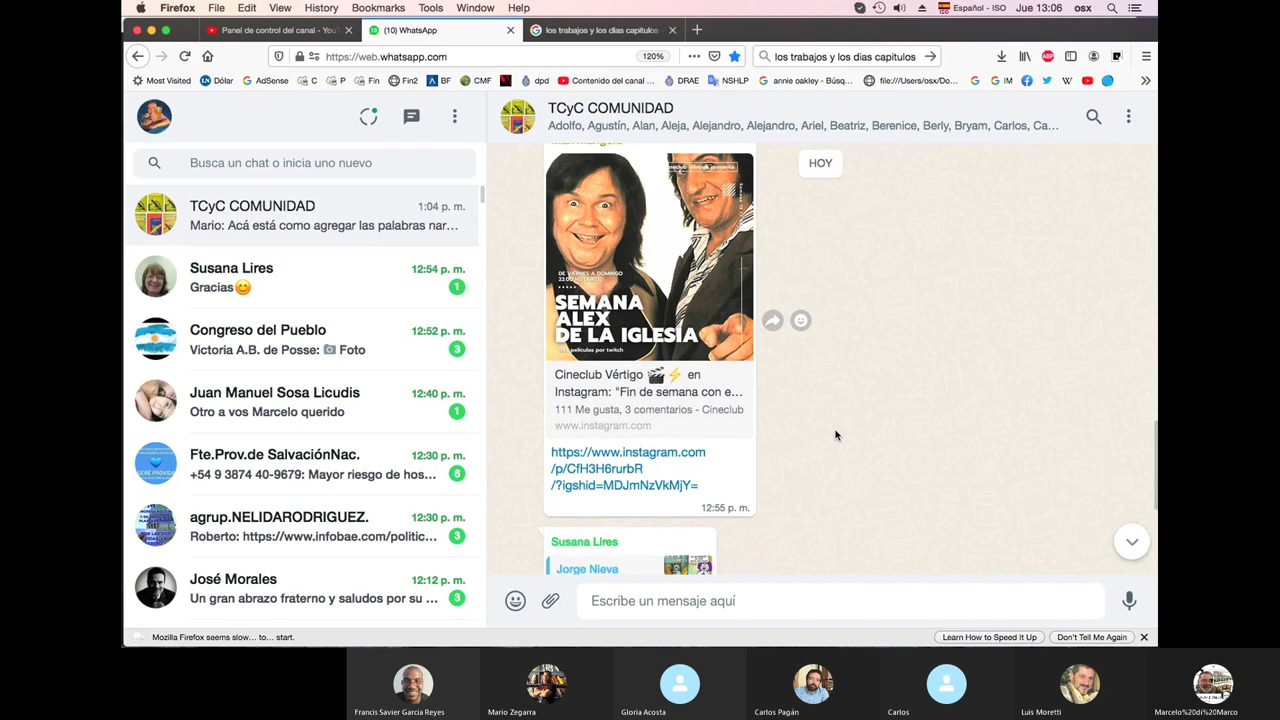 Firefox File Edit View History Bookmarks Tools Window Help Español - ISO Jue 13:06 osx
Panel de control del canal - You
(10) WhatsApp
los trabajos y los dias capitulos
https://web.whatsapp.com 120% los trabajos y los dias capitulos
Most Visited Dólar AdSense C P Fin Fin2 BF CMF dpd Contenido del canal ... DRAE NSHLP annie oakley - Búsq... file:///Users/osx/Do... G IM
TCyC COMUNIDAD
Adolfo, Agustín, Alan, Aleja, Alejandro, Alejandro, Ariel, Beatriz, Berenice, Berly, Bryam, Carlos, Ca...
Busca un chat o inicia uno nuevo
TCyC COMUNIDAD 1:04 p. m.
Mario: Acá está como agregar las palabras nar...
Susana Lires 12:54 p. m.
Gracias😊 1
Congreso del Pueblo 12:52 p. m.
Victoria A.B. de Posse: 📷 Foto 3
Juan Manuel Sosa Licudis 12:40 p. m.
Otro a vos Marcelo querido 1
Fte.Prov.de SalvaciónNac. 12:30 p. m.
+54 9 3874 40-9679: Mayor riesgo de hos... 6
agrup.NELIDARODRIGUEZ. 12:30 p. m.
Roberto: https://www.infobae.com/politic... 3
José Morales 12:12 p. m.
Un gran abrazo fraterno y saludos por su ... 3
HOY
DE VIERNES A DOMINGO
SEMANA
ALEX
DE LA IGLESIA
Cineclub Vértigo 🎬⚡ en
Instagram: "Fin de semana con e...
111 Me gusta, 3 comentarios - Cineclub
www.instagram.com
https://www.instagram.com
/p/CfH3H6rurbR
/?igshid=MDJmNzVkMjY=
12:55 p. m.
Susana Lires
Jorge Nieva
Escribe un mensaje aquí
Mozilla Firefox seems slow... to... start. Learn How to Speed It Up Don't Tell Me Again
Francis Savier Garcia Reyes
Mario Zegarra
Gloria Acosta
Carlos Pagán
Carlos
Luis Moretti
Marcelo%20di%20Marco